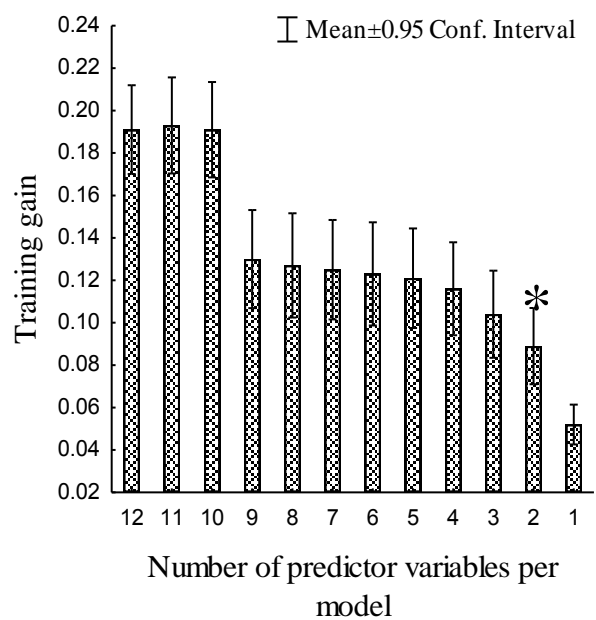 Mean±0.95 Conf. Interval
0.24
0.22
0.20
0.18
0.16
0.14
0.12
0.10
0.08
0.06
0.04
0.02
Training gain
*
12 11 10 9 8 7 6 5 4 3 2 1
Number of predictor variables per
model